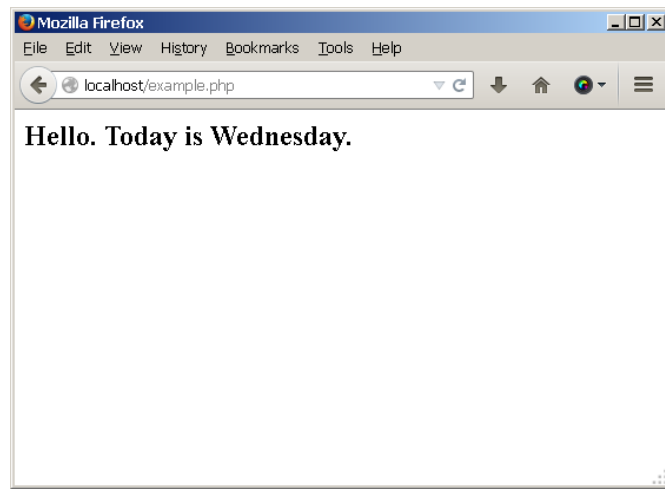 Mozilla Firefox
File Edit View History Bookmarks Tools Help
localhost/example.php
Hello. Today is Wednesday.